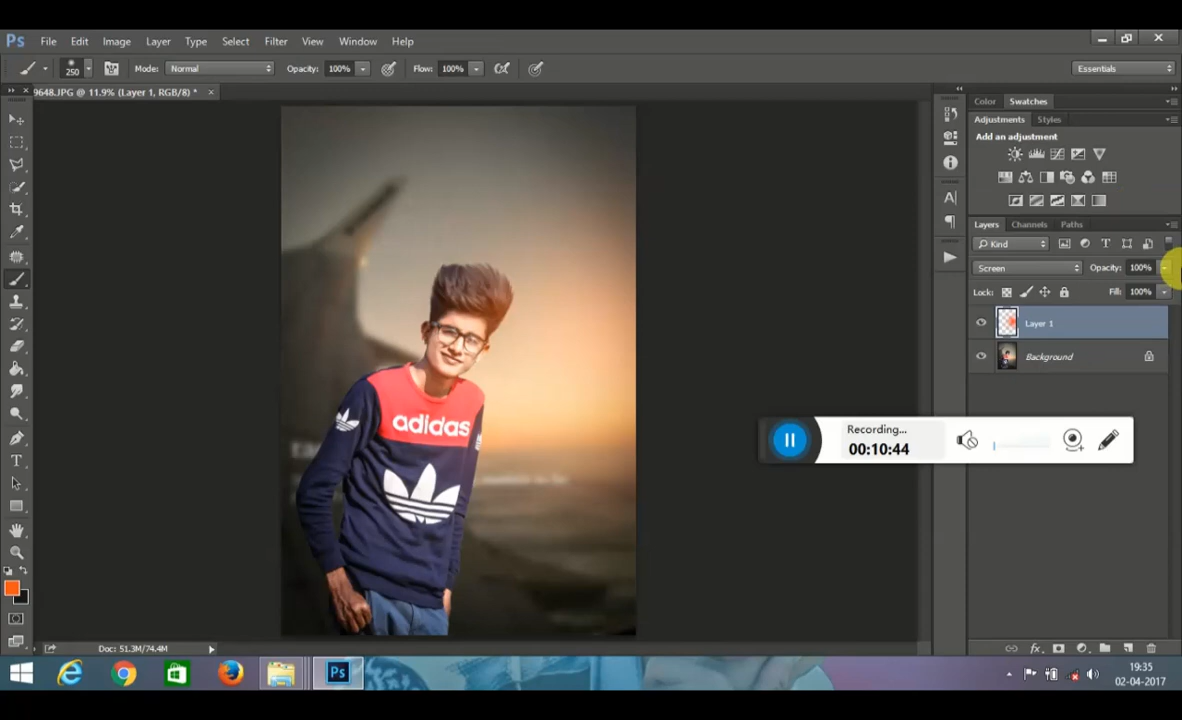 Ps File Edit Image Layer Type Select Filter View Window Help
250 Mode: Normal Opacity: 100% Flow: 100% Essentials
9648.JPG @ 11.9% (Layer 1, RGB/8) * ×
Color Swatches
Adjustments Styles
Add an adjustment
Layers Channels Paths
Kind T
Screen Opacity: 100%
Lock: Fill: 100%
Layer 1
Background
adidas
Recording...
00:10:44
Doc: 51.3M/74.4M
fx
Ps
19:35
02-04-2017